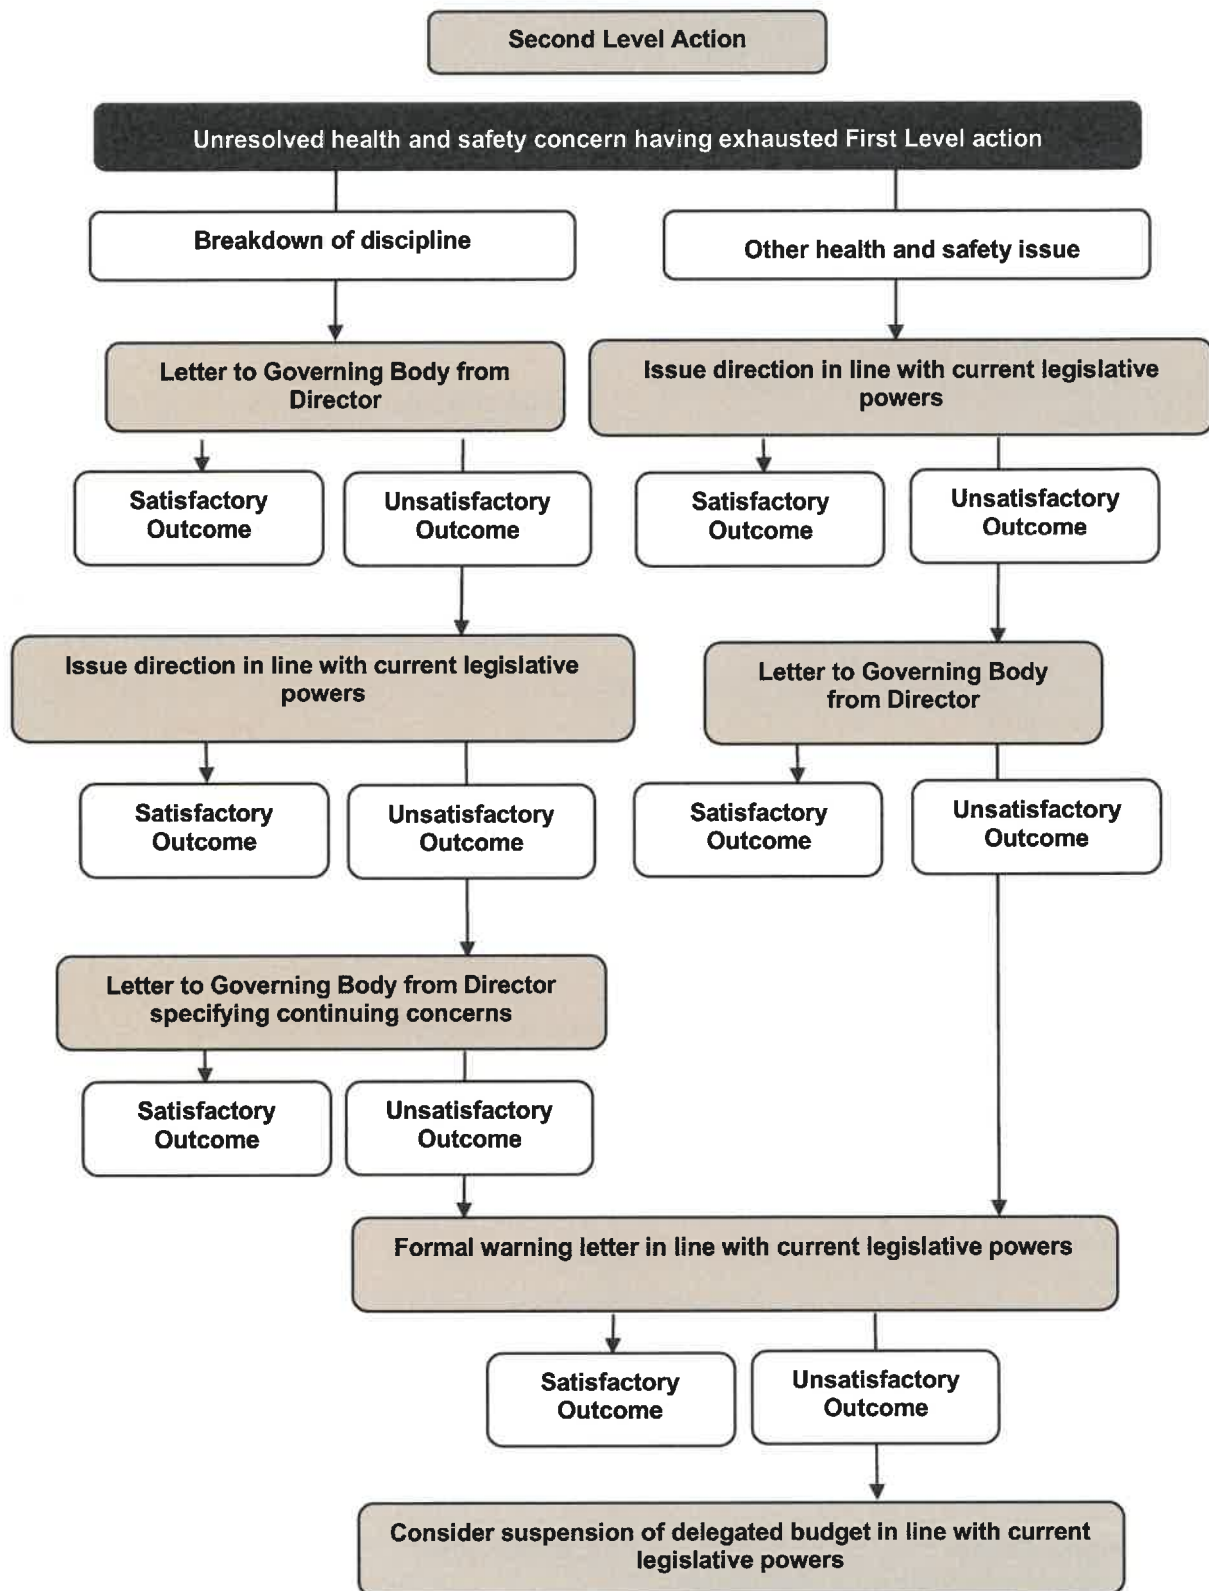 Second Level Action
Unresolved health and safety concern having exhausted First Level action
Breakdown of discipline
Other health and safety issue
Letter to Governing Body from
Director
Issue direction in line with current legislative
powers
Satisfactory
Outcome
Unsatisfactory
Outcome
Satisfactory
Outcome
Unsatisfactory
Outcome
Issue direction in line with current legislative
powers
Letter to Governing Body
from Director
Satisfactory
Outcome
Unsatisfactory
Outcome
Satisfactory
Outcome
Unsatisfactory
Outcome
Letter to Governing Body from Director
specifying continuing concerns
Satisfactory
Outcome
Unsatisfactory
Outcome
Formal warning letter in line with current legislative powers
Satisfactory
Outcome
Unsatisfactory
Outcome
Consider suspension of delegated budget in line with current
legislative powers